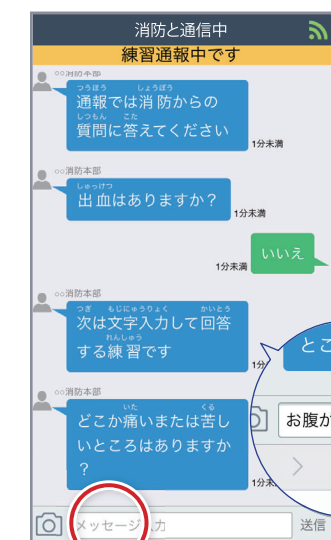 消防と通信中
練習通報中です
○○消防本部
つうほう しょうぼう
通報では消防からの
しつもん こた
質問に答えてください
1分未満
○○消防本部
しゅっけつ
出血はありますか？
1分未満
いいえ
1分未満
○○消防本部
つぎ もじにゅうりょく かいとう
次は文字入力して回答
れんしゅう
する練習です
1分
とこ
○○消防本部
いた くる
どこか痛いまたは苦し
いところはありますか
？
お腹が
1分未
メッセージ入力
送信